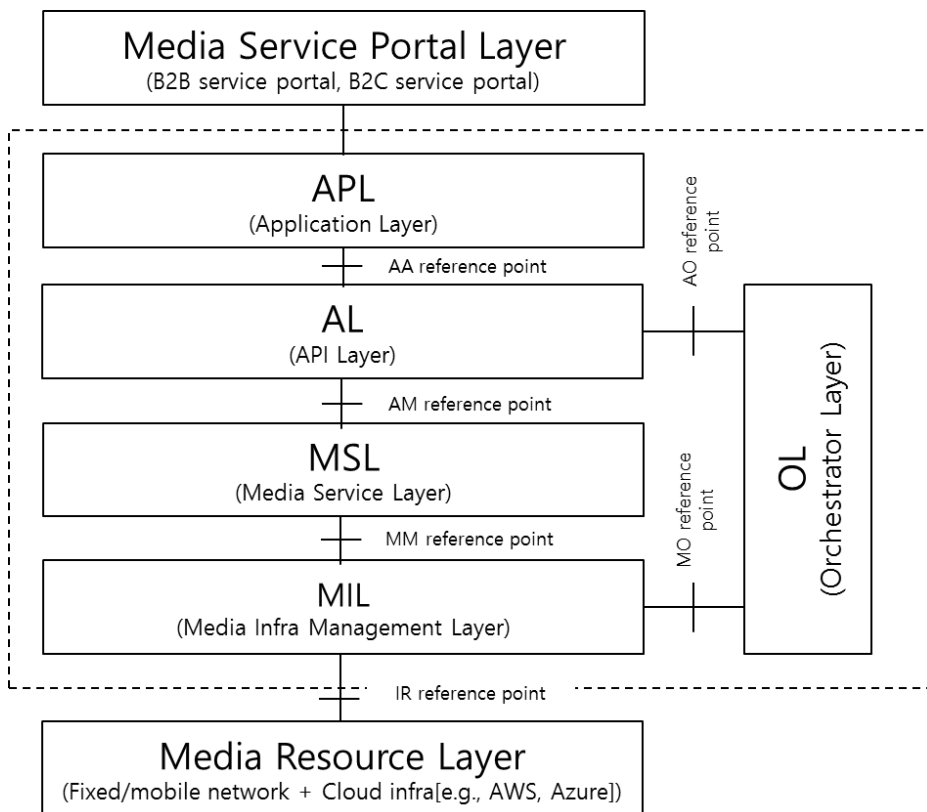 Media Service Portal Layer
(B2B service portal, B2C service portal)
APL
(Application Layer)
AA reference point
AO reference
point
AL
(API Layer)
AM reference point
MSL
(Media Service Layer)
OL
(Orchestrator Layer)
MM reference point
MO reference
point
MIL
(Media Infra Management Layer)
IR reference point
Media Resource Layer
(Fixed/mobile network + Cloud infra[e.g., AWS, Azure])